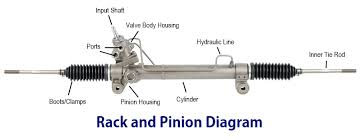 Input Shaft
Valve Body Housing
Ports
Hydraulic Line
Inner Tie Rod
Boots/Clamps
Pinion Housing
Cylinder
Rack and Pinion Diagram